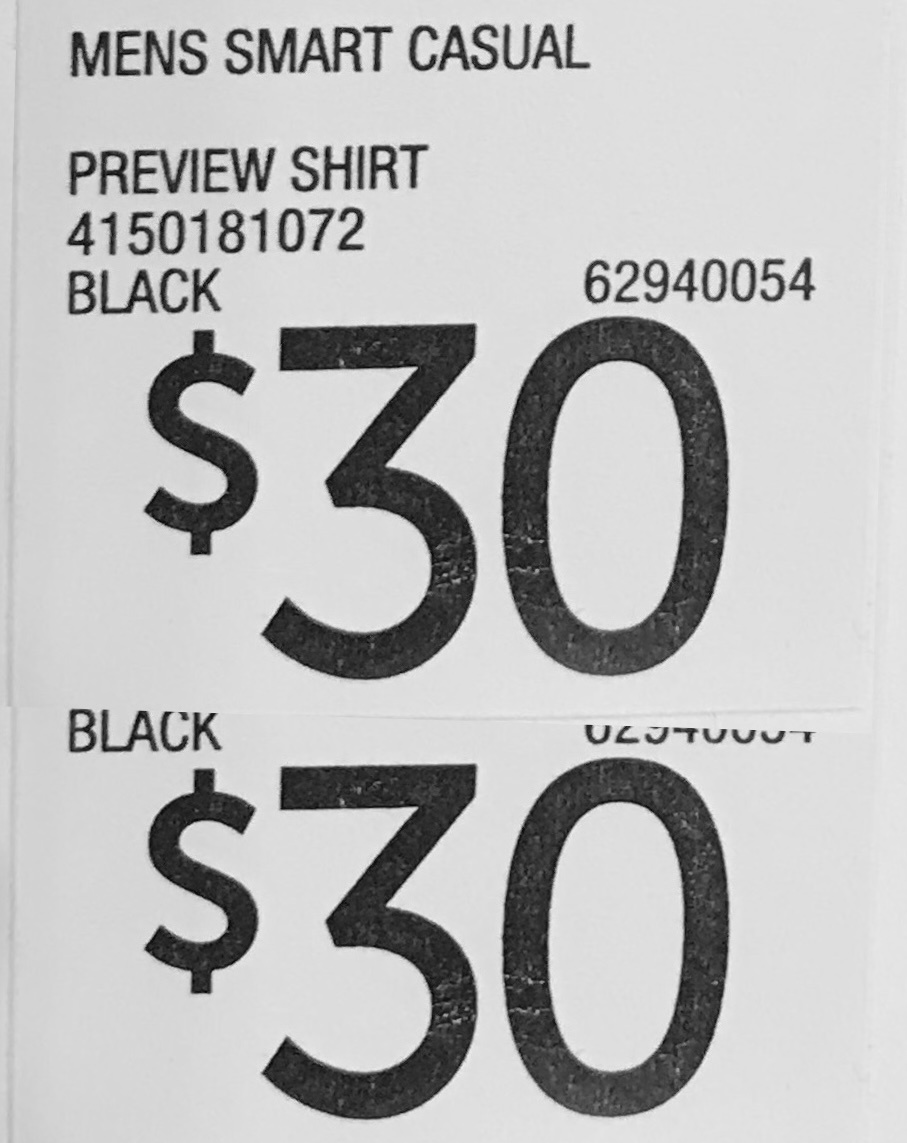 MENS SMART CASUAL
PREVIEW SHIRT
4150181072
BLACK 62940054
$30
BLACK
$30